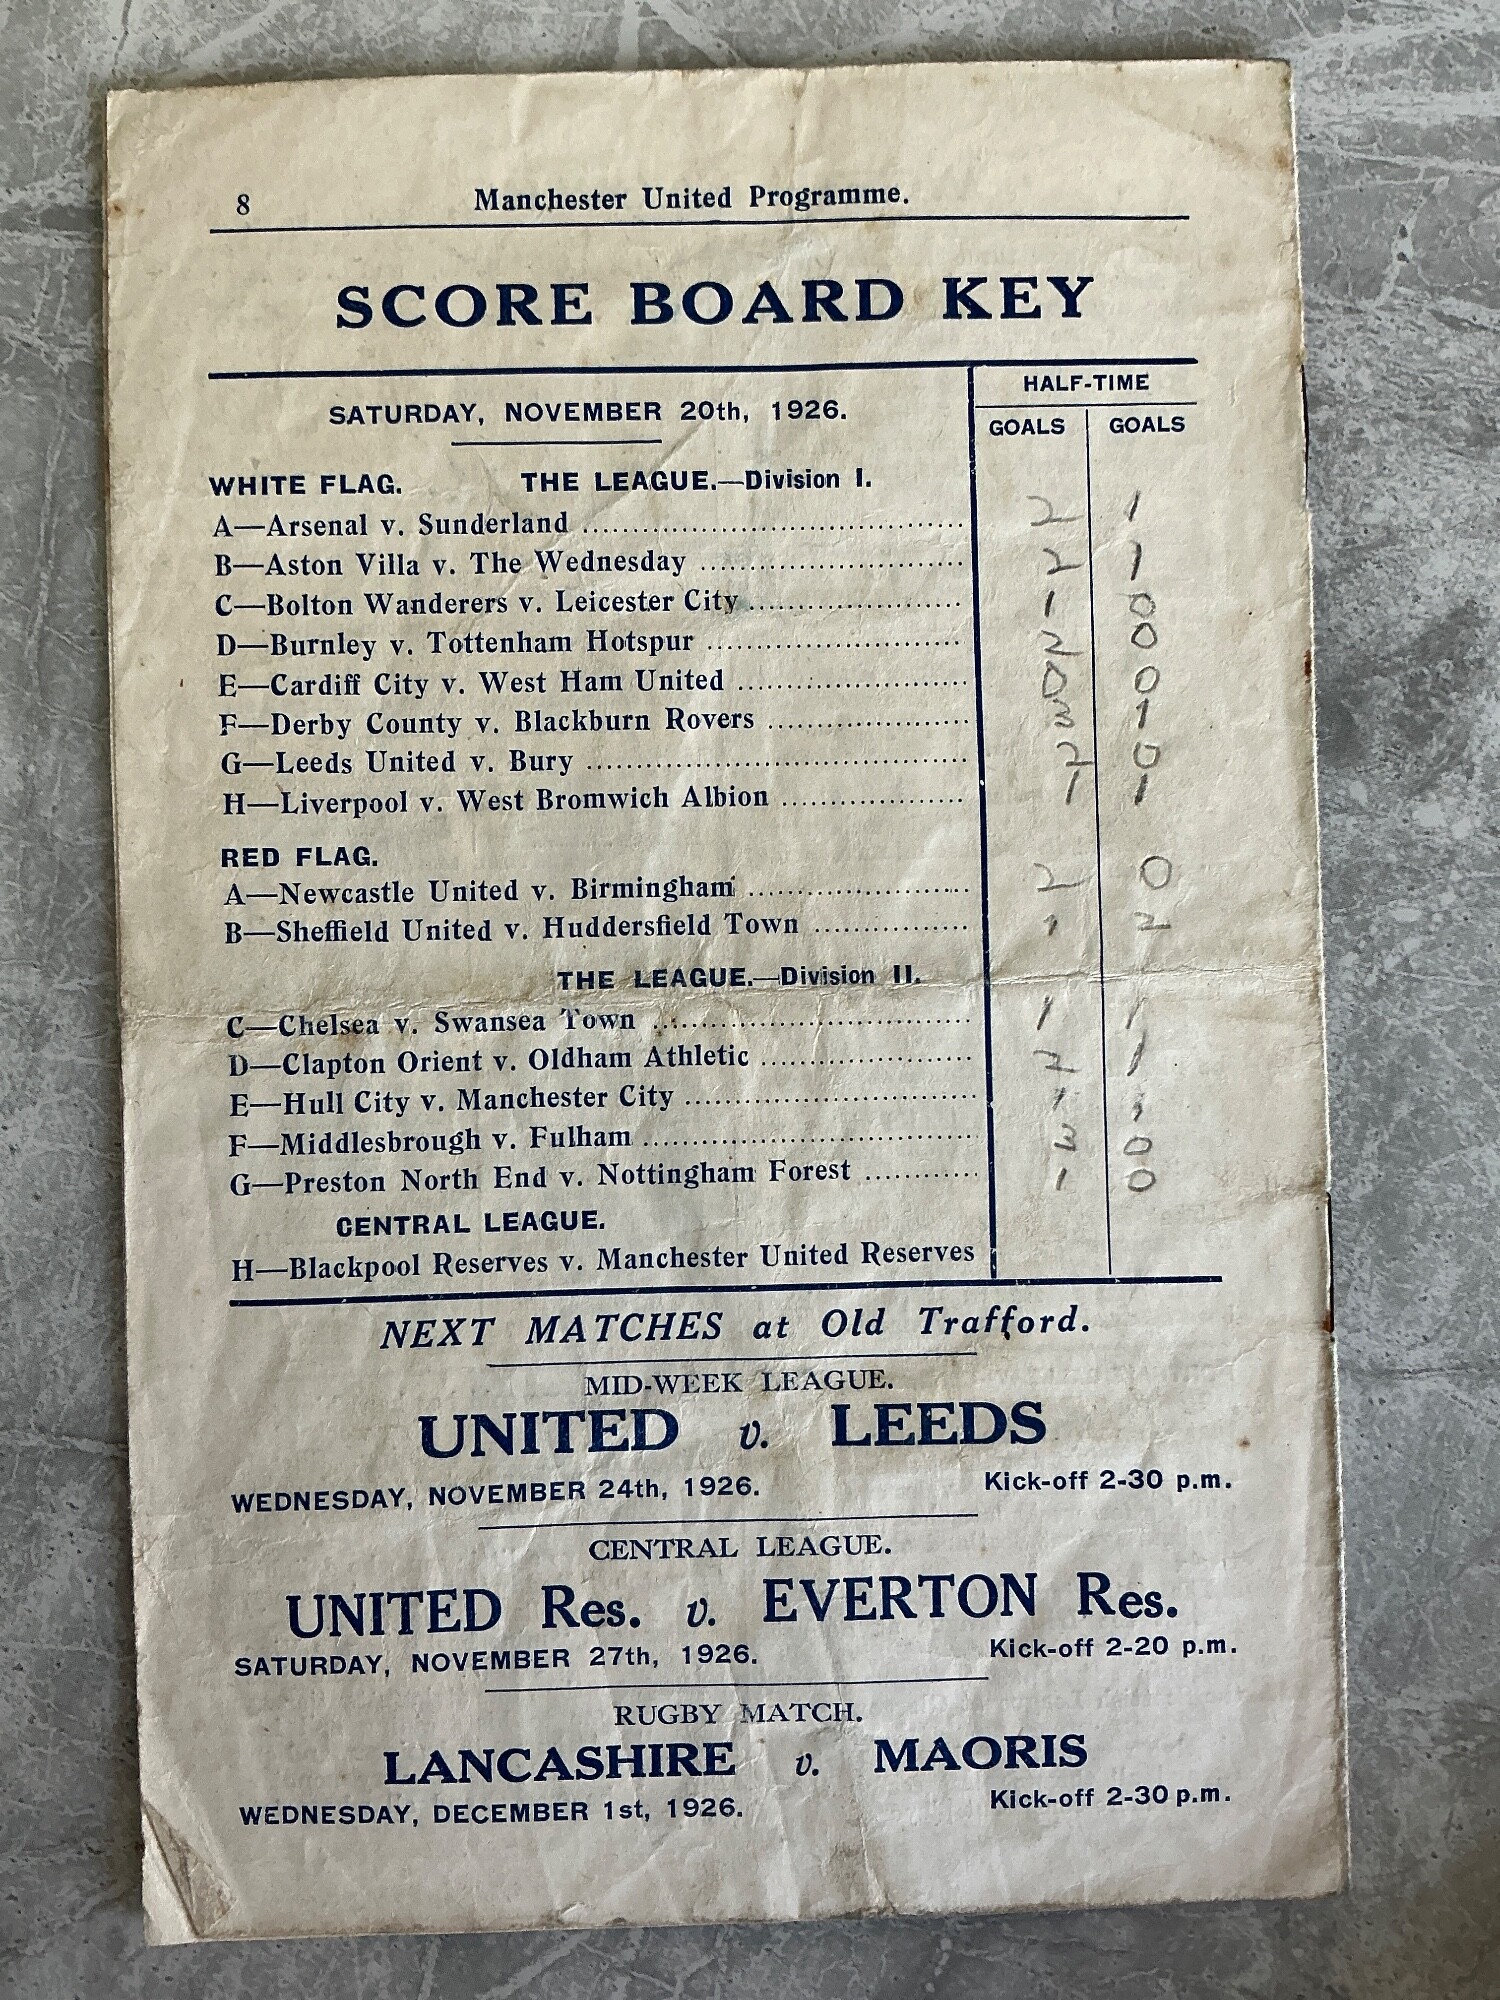 8 Manchester United Programme.
SCORE BOARD KEY
HALF-TIME
SATURDAY, NOVEMBER 20th, 1926. GOALS GOALS
WHITE FLAG. THE LEAGUE.—Division I.
A—Arsenal v. Sunderland ........................................ 2 1
B—Aston Villa v. The Wednesday ........................... 2 1
C—Bolton Wanderers v. Leicester City ...................... 1 0
D—Burnley v. Tottenham Hotspur ........................... 2 0
E—Cardiff City v. West Ham United ........................ 0 0
F—Derby County v. Blackburn Rovers ..................... 3 1
G—Leeds United v. Bury ........................................ 2 0
H—Liverpool v. West Bromwich Albion ................... 1 1
RED FLAG.
A—Newcastle United v. Birmingham ....................... 2 0
B—Sheffield United v. Huddersfield Town ................ 1 2
THE LEAGUE.—Division II.
C—Chelsea v. Swansea Town ................................. 1 1
D—Clapton Orient v. Oldham Athletic ...................... 2 1
E—Hull City v. Manchester City .............................. 1 1
F—Middlesbrough v. Fulham ................................... 3 0
G—Preston North End v. Nottingham Forest ............ 1 0
CENTRAL LEAGUE.
H—Blackpool Reserves v. Manchester United Reserves
NEXT MATCHES at Old Trafford.
MID-WEEK LEAGUE.
UNITED v. LEEDS
WEDNESDAY, NOVEMBER 24th, 1926. Kick-off 2-30 p.m.
CENTRAL LEAGUE.
UNITED Res. v. EVERTON Res.
SATURDAY, NOVEMBER 27th, 1926. Kick-off 2-20 p.m.
RUGBY MATCH.
LANCASHIRE v. MAORIS
WEDNESDAY, DECEMBER 1st, 1926. Kick-off 2-30 p.m.